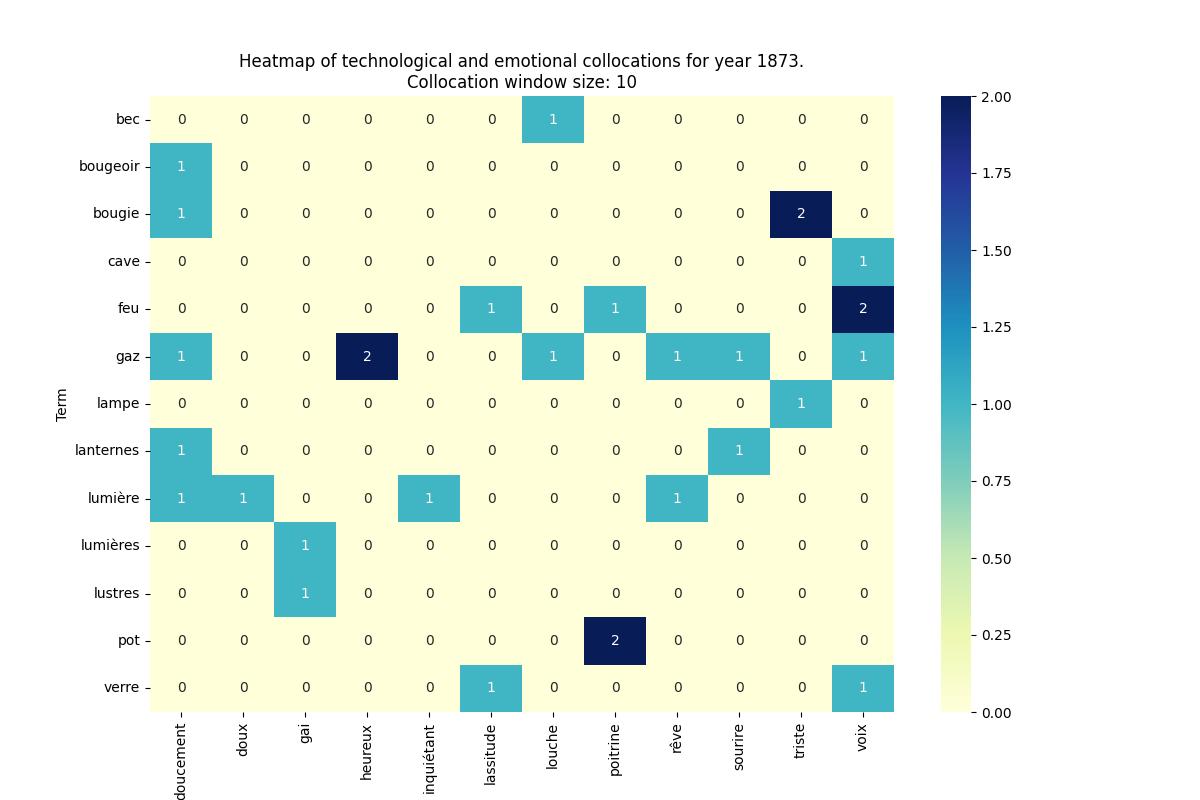 Heatmap of technological and emotional collocations for year 1873.
Collocation window size: 10
bec 0 0 0 0 0 0 1 0 0 0 0 0
bougeoir 1 0 0 0 0 0 0 0 0 0 0 0
bougie 1 0 0 0 0 0 0 0 0 0 2 0
cave 0 0 0 0 0 0 0 0 0 0 0 1
feu 0 0 0 0 0 1 0 1 0 0 0 2
gaz 1 0 0 2 0 0 1 0 1 1 0 1
Term
lampe 0 0 0 0 0 0 0 0 0 0 1 0
lanternes 1 0 0 0 0 0 0 0 0 1 0 0
lumière 1 1 0 0 1 0 0 0 1 0 0 0
lumières 0 0 1 0 0 0 0 0 0 0 0 0
lustres 0 0 1 0 0 0 0 0 0 0 0 0
pot 0 0 0 0 0 0 0 2 0 0 0 0
verre 0 0 0 0 0 1 0 0 0 0 0 1
doucement doux gai heureux inquiétant lassitude louche poitrine rêve sourire triste voix
2.00
1.75
1.50
1.25
1.00
0.75
0.50
0.25
0.00